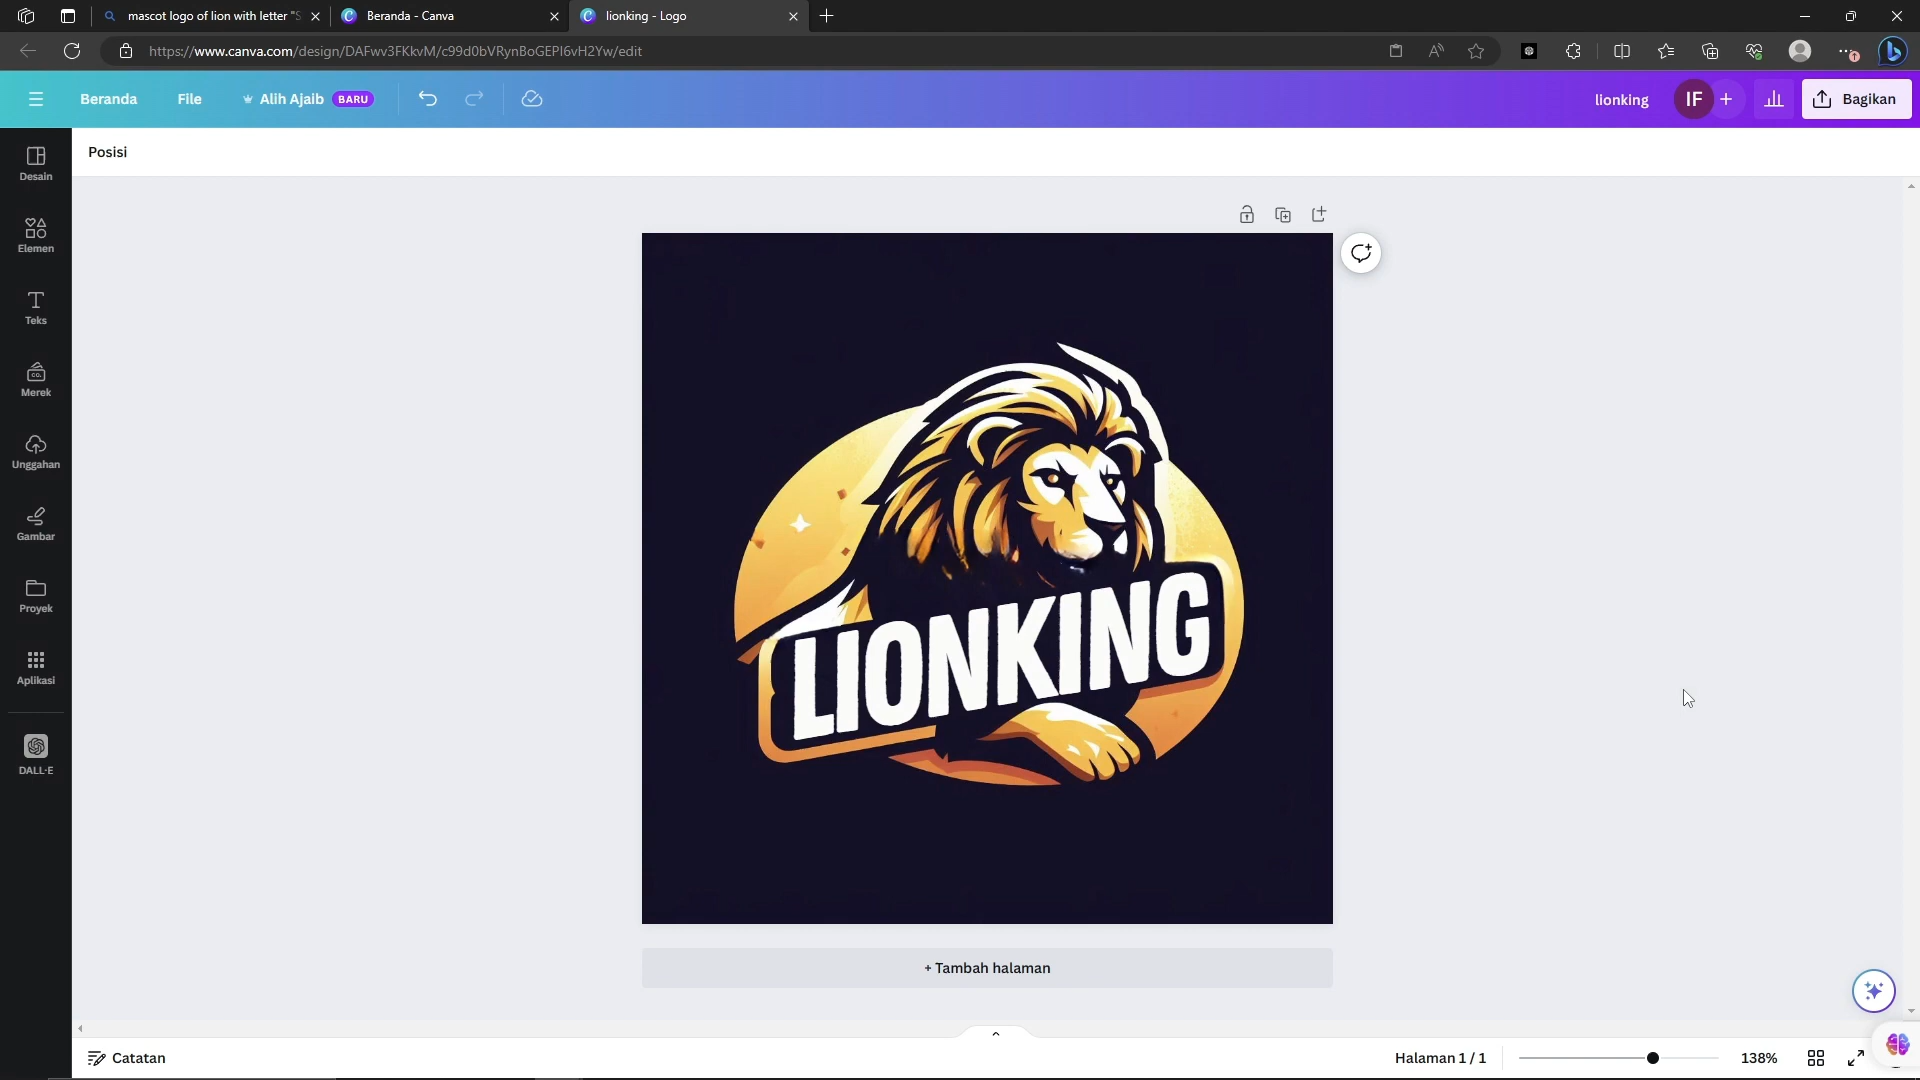 mascot logo of lion with letter "S
Beranda - Canva
lionking - Logo
https://www.canva.com/design/DAFwv3FKkvM/c99d0bVRynBoGEPI6vH2Yw/edit
Beranda
File
Alih Ajaib
BARU
lionking
IF
+
Bagikan
Posisi
Desain
Elemen
Teks
CO.
Merek
Unggahan
Gambar
Proyek
Aplikasi
DALL·E
LIONKING
+ Tambah halaman
Catatan
Halaman 1 / 1
138%